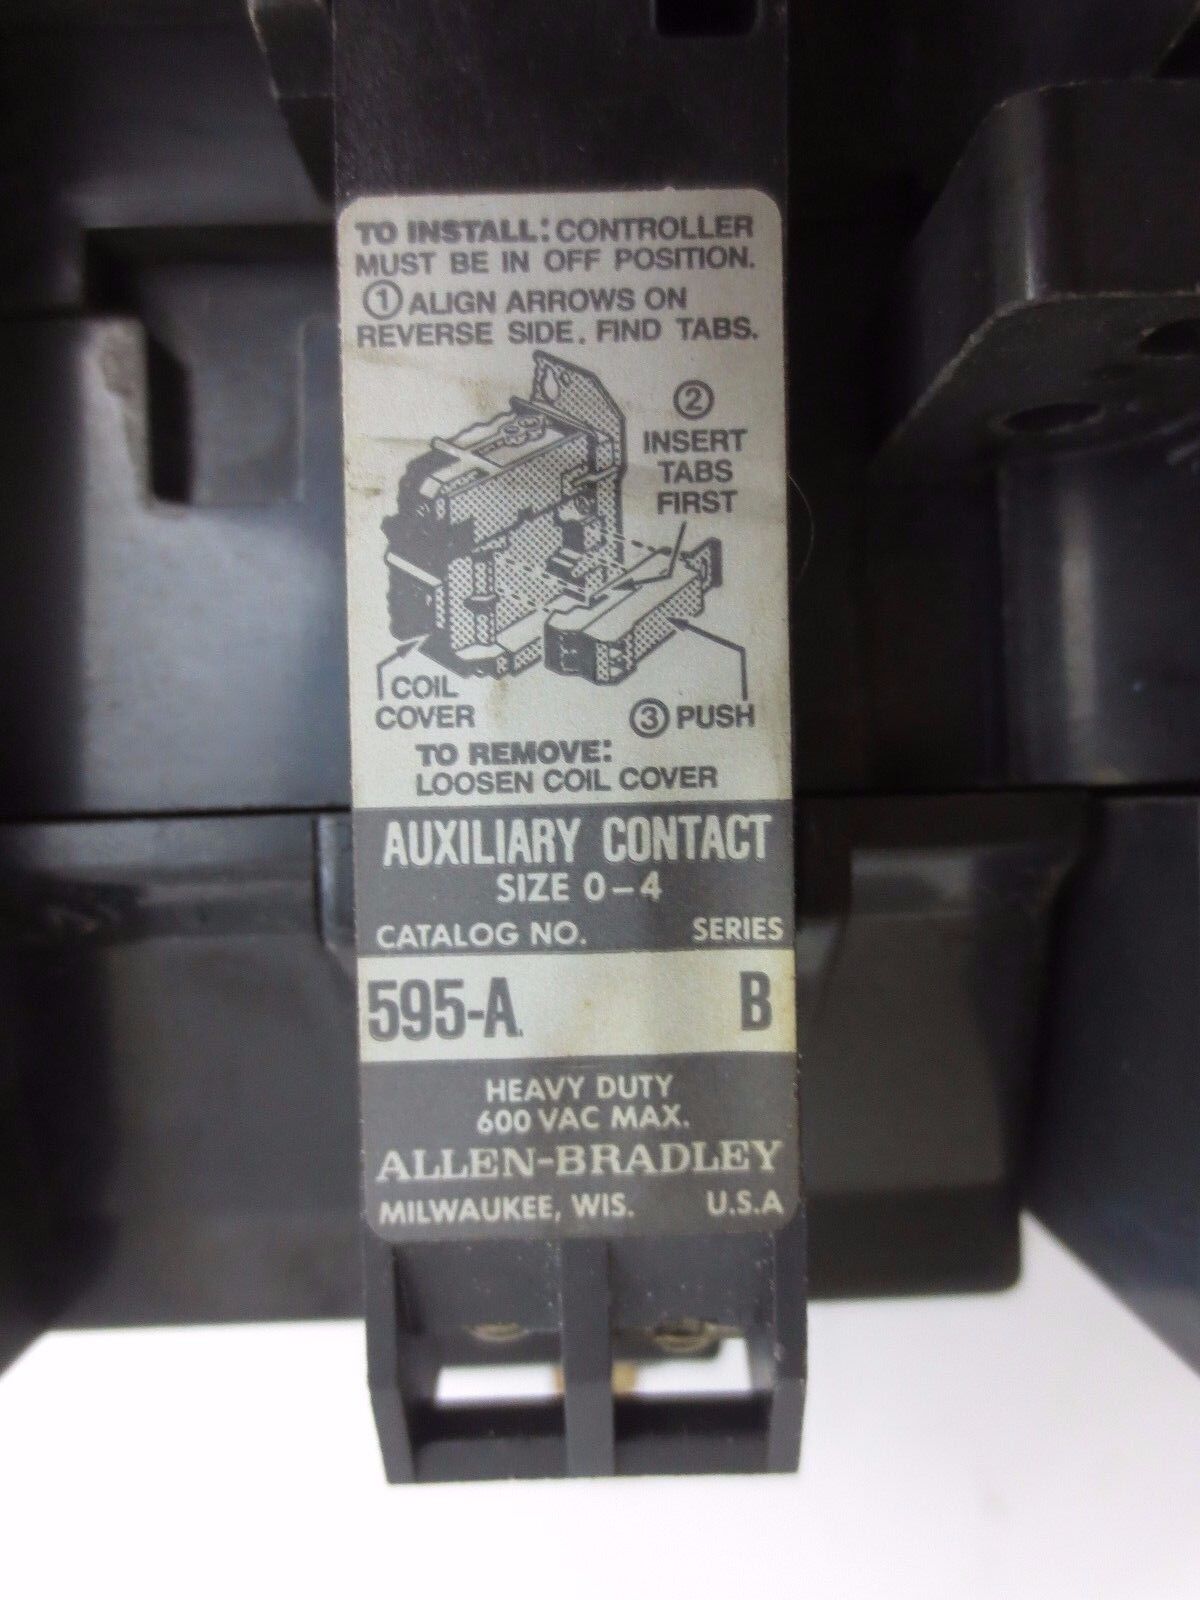 TO INSTALL: CONTROLLER
MUST BE IN OFF POSITION.
① ALIGN ARROWS ON
REVERSE SIDE. FIND TABS.
②
INSERT
TABS
FIRST
COIL
COVER
③ PUSH
TO REMOVE:
LOOSEN COIL COVER
AUXILIARY CONTACT
SIZE 0-4
CATALOG NO. SERIES
595-A B
HEAVY DUTY
600 VAC MAX.
ALLEN-BRADLEY
MILWAUKEE, WIS. U.S.A